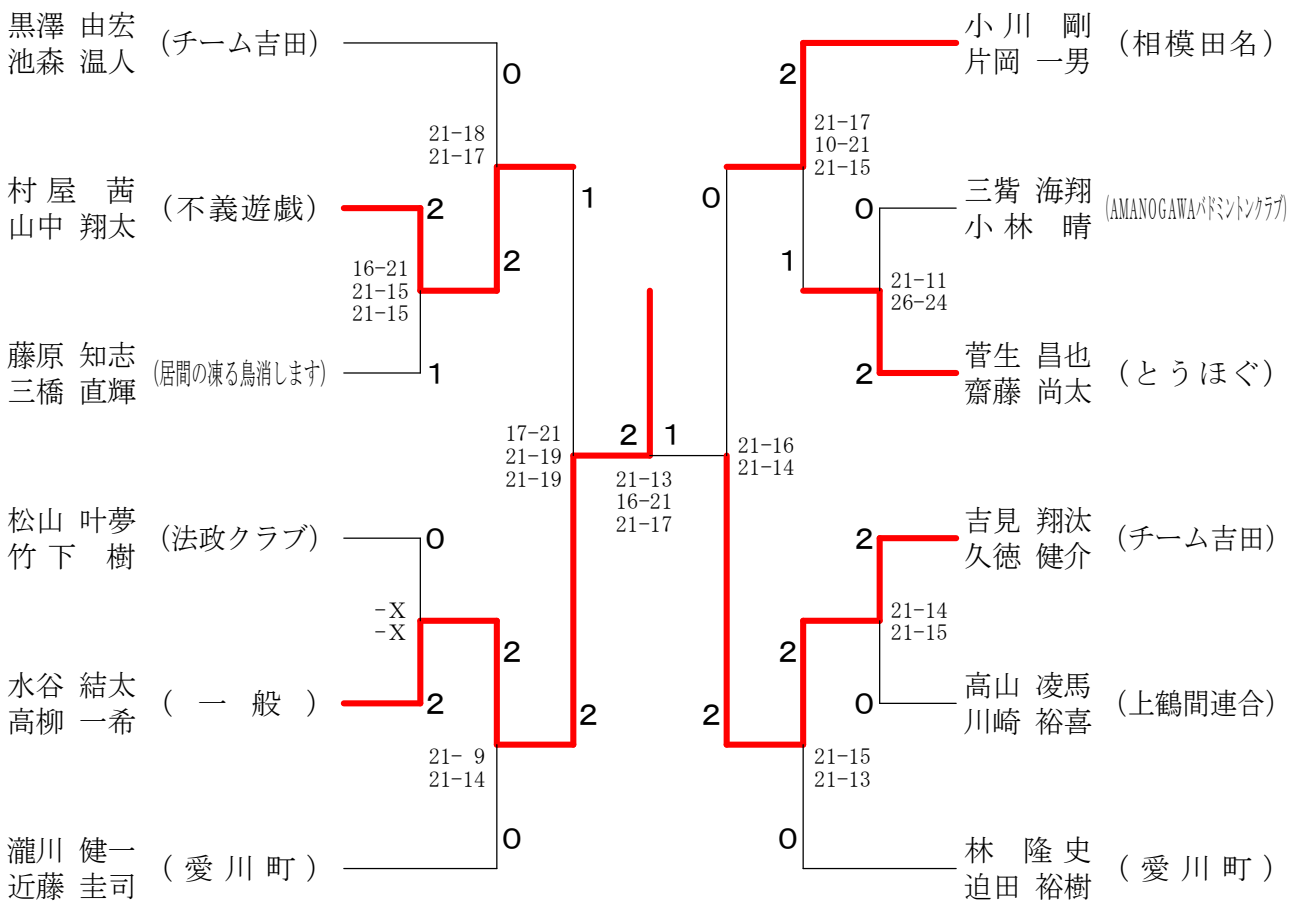 黒澤 由宏
池森 温人
(チーム吉田)
0
21-18
21-17
村屋 茜
山中 翔太
(不義遊戯)
2
16-21
21-15
21-15
2
1
藤原 知志
三橋 直輝
(居間の凍る鳥消します)
1
17-21
21-19
21-19
松山 叶夢
竹下 樹
(法政クラブ)
0
-X
-X
水谷 結太
高柳 一希
(一般)
2
2
2
21- 9
21-14
瀧川 健一
近藤 圭司
(愛川町)
0
2
1
21-13
16-21
21-17
小川 剛
片岡 一男
(相模田名)
2
21-17
10-21
21-15
0
三觜 海翔
小林 晴
(AMANOGAWAバドミントンクラブ)
0
1
21-11
26-24
菅生 昌也
齋藤 尚太
(とうほぐ)
2
21-16
21-14
吉見 翔汰
久徳 健介
(チーム吉田)
2
21-14
21-15
2
2
高山 凌馬
川崎 裕喜
(上鶴間連合)
0
21-15
21-13
林 隆史
迫田 裕樹
(愛川町)
0